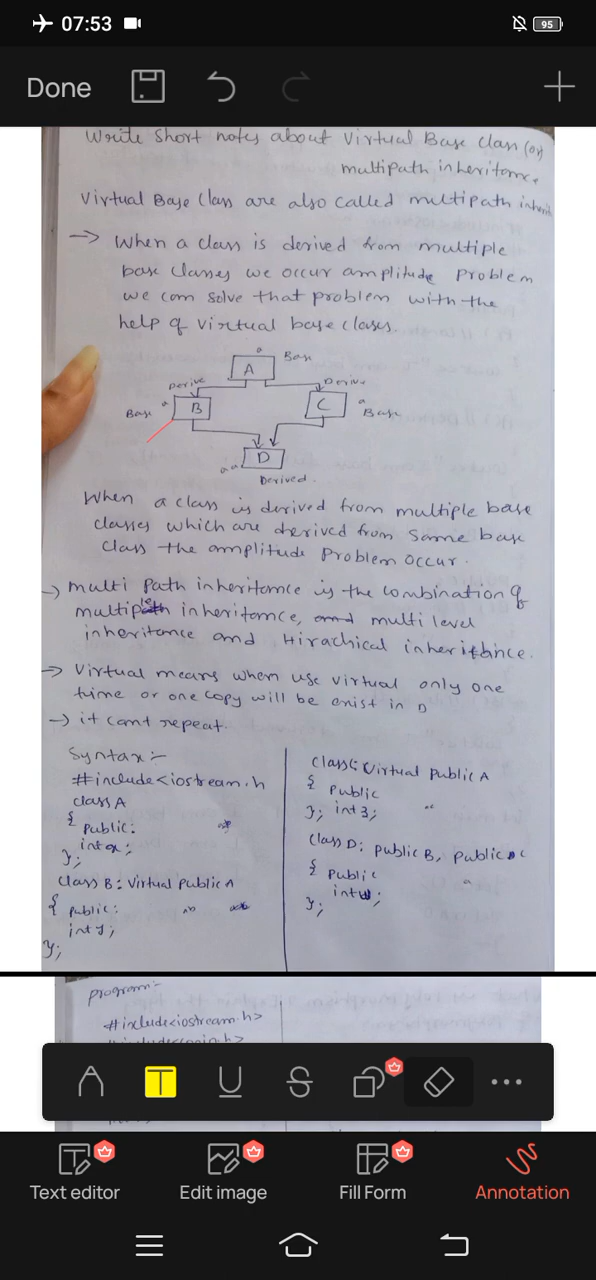 07:53
95
Done
Write Short notes about Virtual Base class (or)
multipath inheritance.
Virtual Base class are also called multipath inherit
→ When a class is derived from multiple
base classes we occur amplitude problem
we can solve that problem with the
help of virtual base classes.
a Base
A
Derive Derive
Base a B C a Base
D
a a
Derived.
When a class is derived from multiple base
classes which are derived from same base
class the amplitude problem occur.
→ multi Path inheritance is the combination of
multiple inheritance, and multi level
inheritance and Hirachical inheritance.
→ Virtual means when use virtual only one
time or one copy will be exist in D
→ it cant repeat.
Syntax:-
#include<iostream.h
class A
{ public:
int x;
};
class B: Virtual Public A
{ public:
int y;
};
class C: Virtual public A
{ Public
int 3;
};
class D: public B, public C
{ public
int w;
};
program:-
#include<iostream.h>
#include<conio.h>
T
U
S
Text editor
Edit image
Fill Form
Annotation